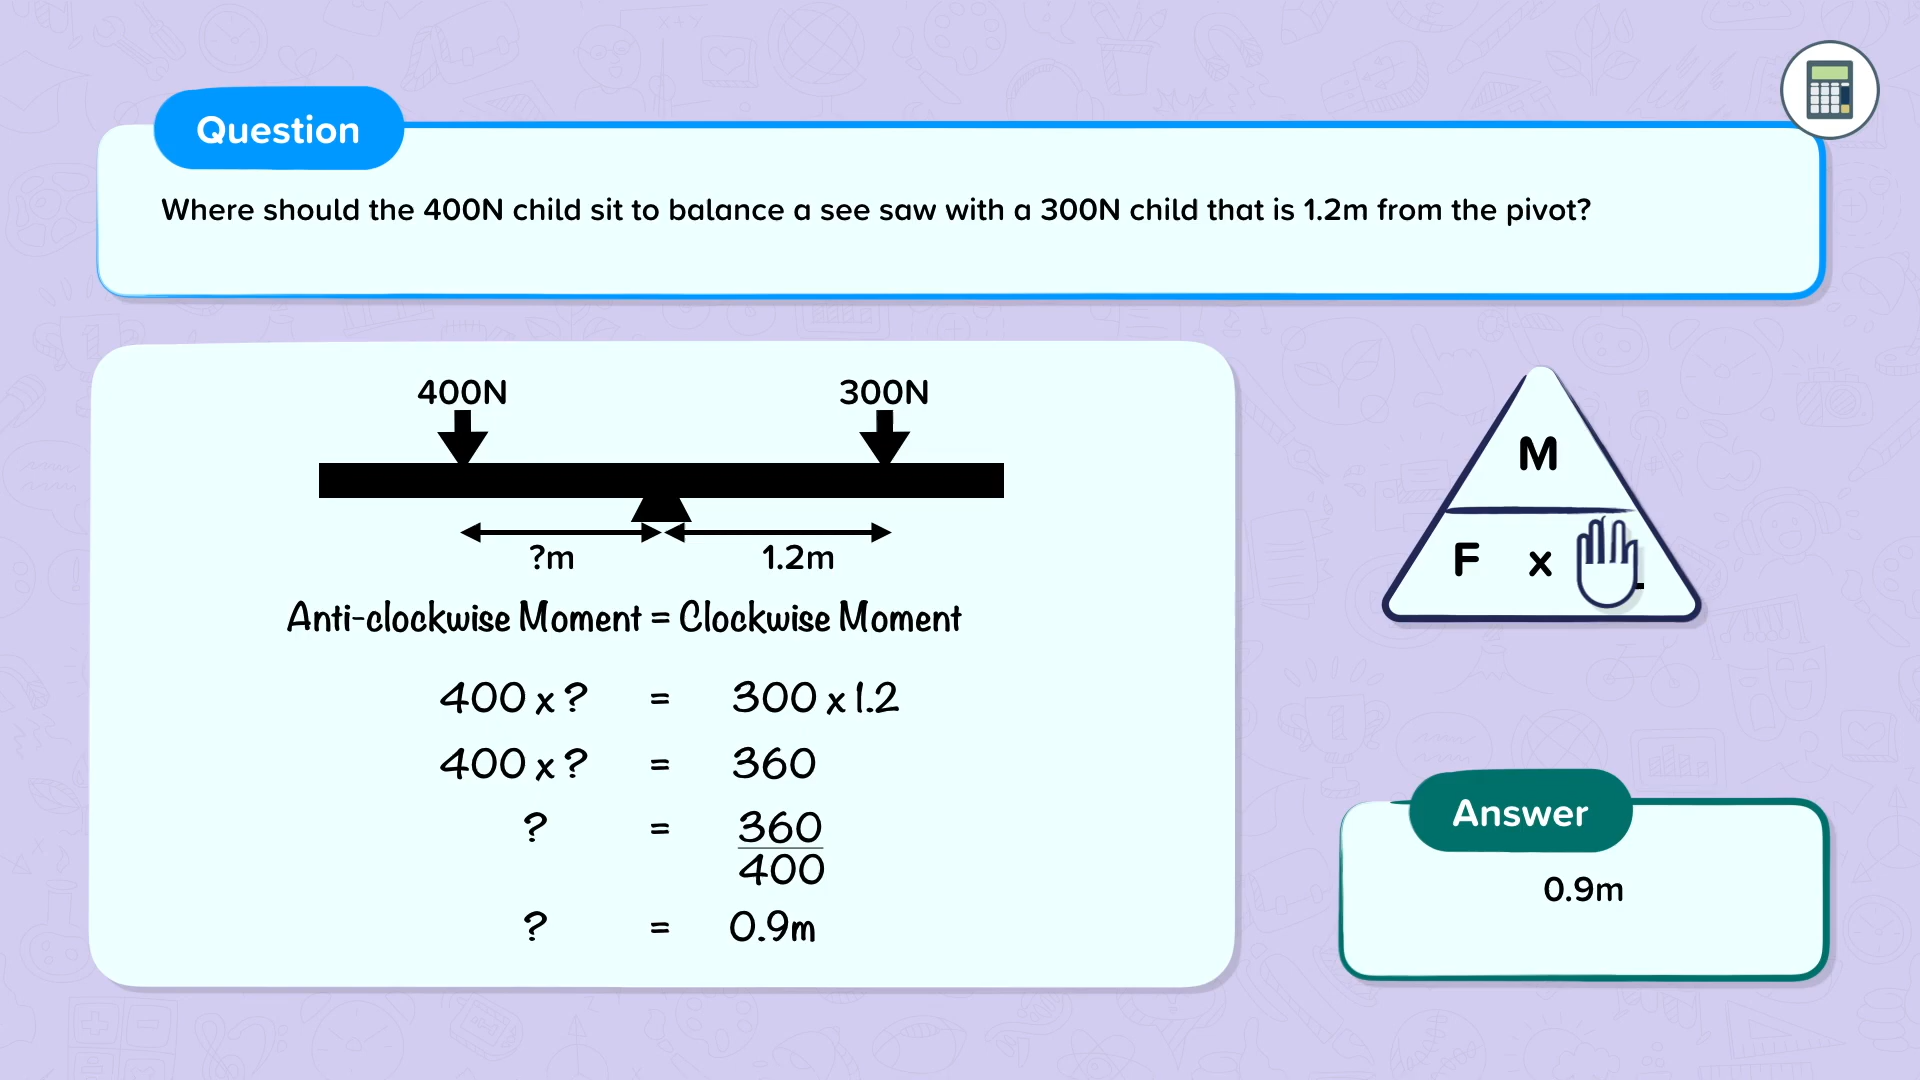 Question
Where should the 400N child sit to balance a see saw with a 300N child that is 1.2m from the pivot?
400N 300N
?m 1.2m
Anti-clockwise Moment = Clockwise Moment
400 x ? = 300 x 1.2
400 x ? = 360
? = 360
400
? = 0.9m
M
F x
Answer
0.9m